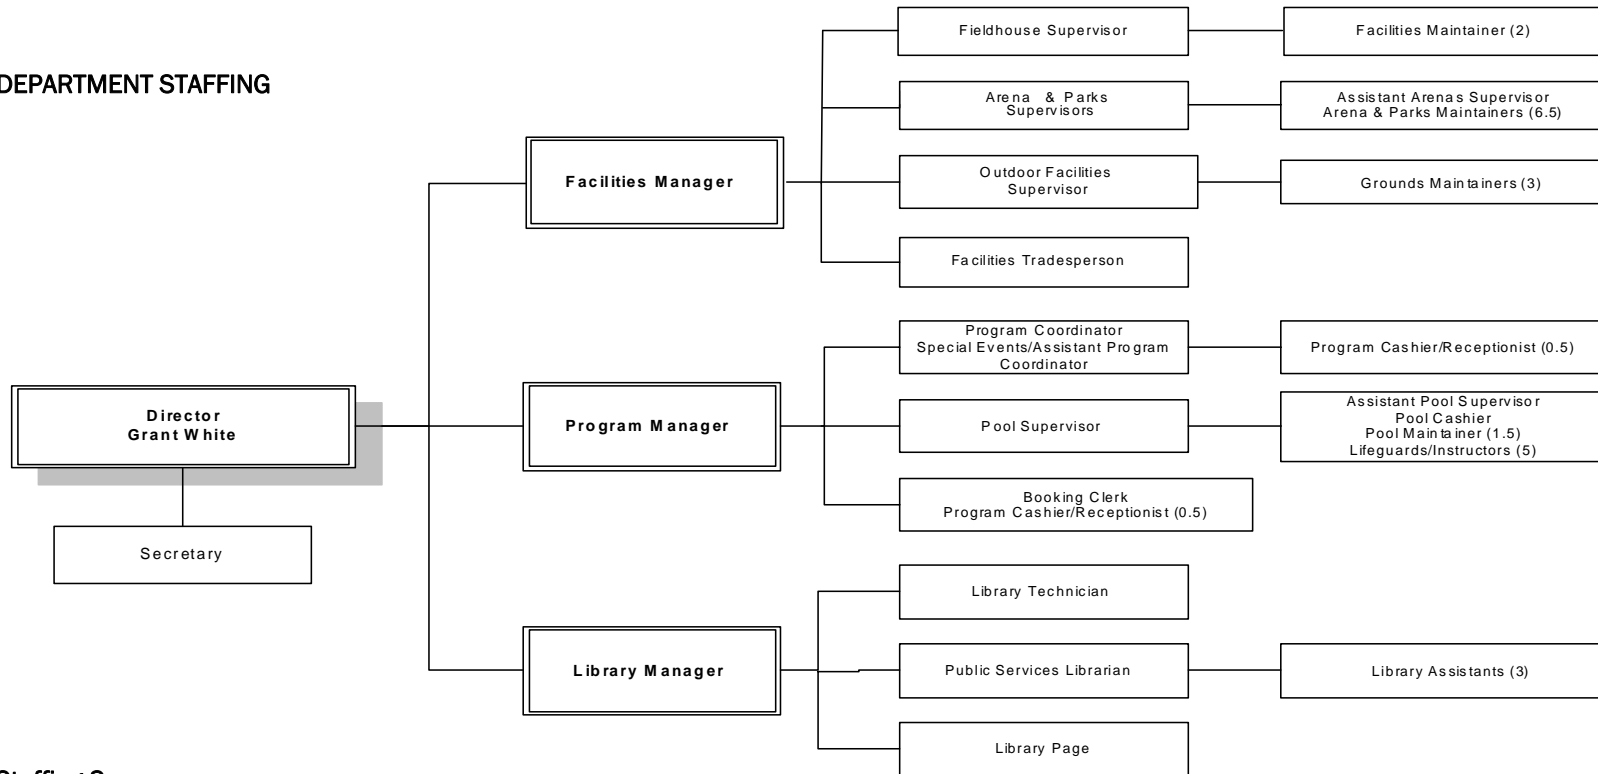 DEPARTMENT STAFFING
Fieldhouse Supervisor
Facilities Maintainer (2)
Arena & Parks
Supervisors
Assistant Arenas Supervisor
Arena & Parks Maintainers (6.5)
Facilities Manager
Outdoor Facilities
Supervisor
Grounds Maintainers (3)
Facilities Tradesperson
Program Coordinator
Special Events/Assistant Program
Coordinator
Program Cashier/Receptionist (0.5)
Director
Grant White
Program Manager
Pool Supervisor
Assistant Pool Supervisor
Pool Cashier
Pool Maintainer (1.5)
Lifeguards/Instructors (5)
Booking Clerk
Program Cashier/Receptionist (0.5)
Secretary
Library Technician
Library Manager
Public Services Librarian
Library Assistants (3)
Library Page